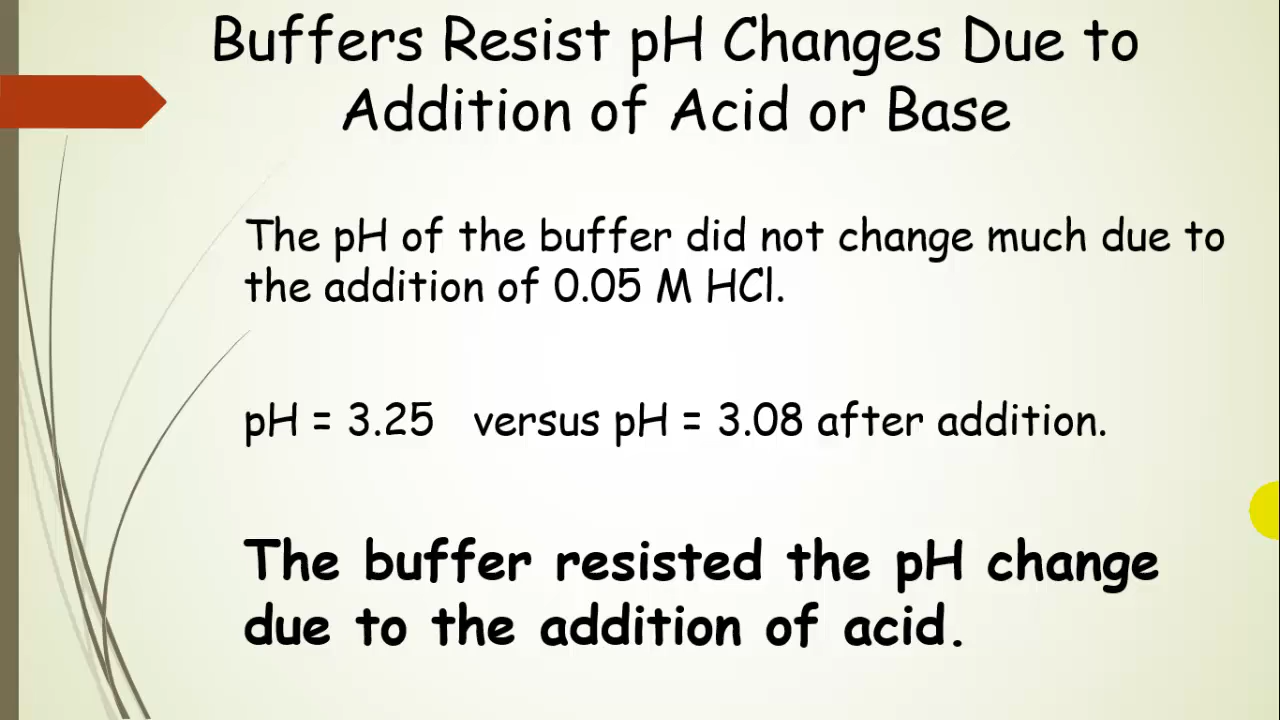 Buffers Resist pH Changes Due to
Addition of Acid or Base
The pH of the buffer did not change much due to
the addition of 0.05 M HCl.
pH = 3.25 versus pH = 3.08 after addition.
The buffer resisted the pH change
due to the addition of acid.